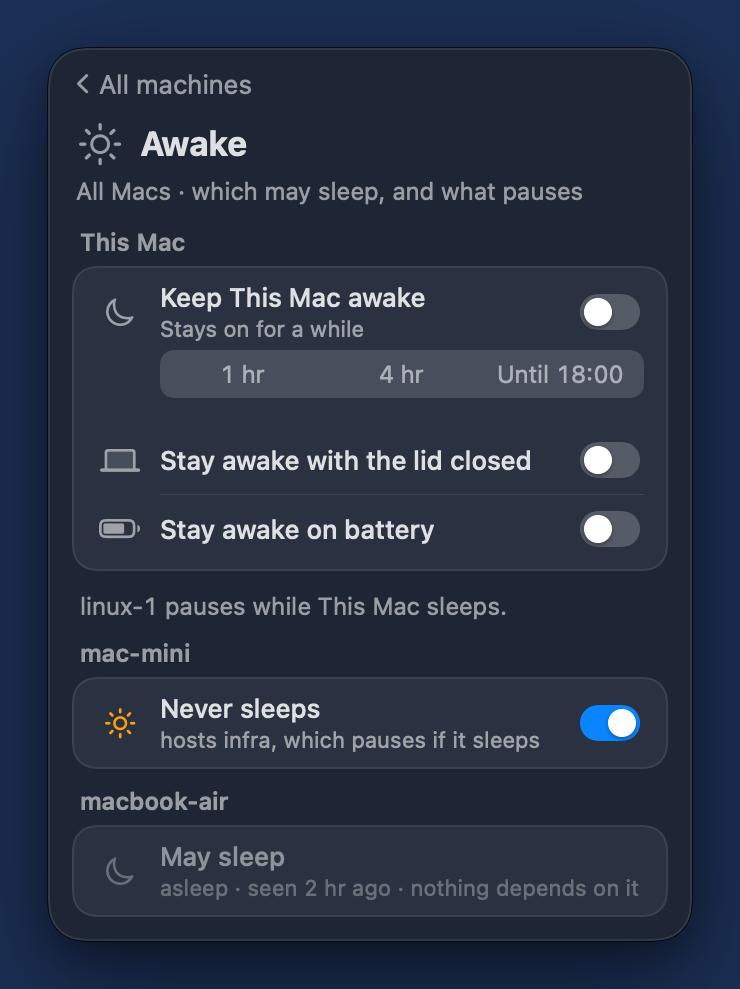 All machines
Awake
All Macs · which may sleep, and what pauses
This Mac
Keep This Mac awake
Stays on for a while
1 hr 4 hr Until 18:00
Stay awake with the lid closed
Stay awake on battery
linux-1 pauses while This Mac sleeps.
mac-mini
Never sleeps
hosts infra, which pauses if it sleeps
macbook-air
May sleep
asleep · seen 2 hr ago · nothing depends on it